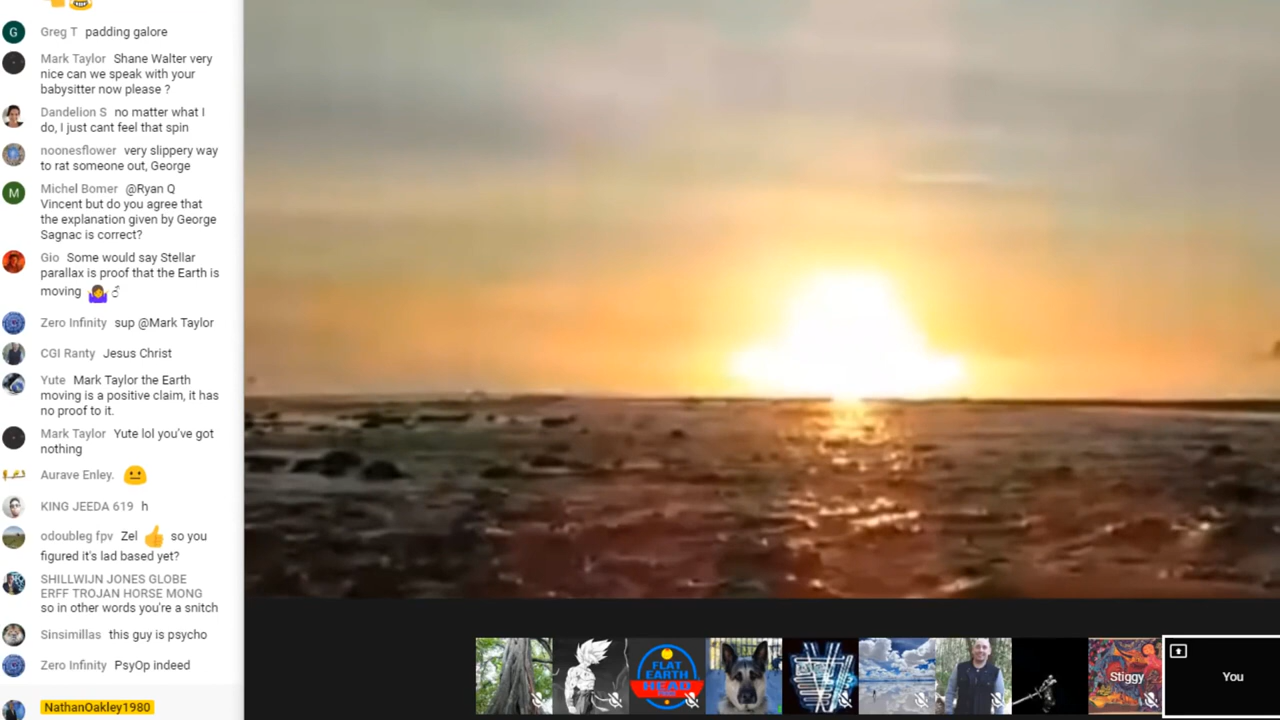 Greg T padding galore
Mark Taylor Shane Walter very
nice can we speak with your
babysitter now please ?
Dandelion S no matter what I
do, I just cant feel that spin
noonesflower very slippery way
to rat someone out, George
Michel Bomer @Ryan Q
Vincent but do you agree that
the explanation given by George
Sagnac is correct?
Gio Some would say Stellar
parallax is proof that the Earth is
moving
Zero Infinity sup @Mark Taylor
CGI Ranty Jesus Christ
Yute Mark Taylor the Earth
moving is a positive claim, it has
no proof to it.
Mark Taylor Yute lol you've got
nothing
Aurave Enley.
KING JEEDA 619 h
odoubleg fpv Zel 👍 so you
figured it's lad based yet?
SHILLWIJN JONES GLOBE
ERFF TROJAN HORSE MONG
so in other words you're a snitch
Sinsimillas this guy is psycho
Zero Infinity PsyOp indeed
NathanOakley1980
G
M
FLAT
EARTH
HEAD
Stiggy
You